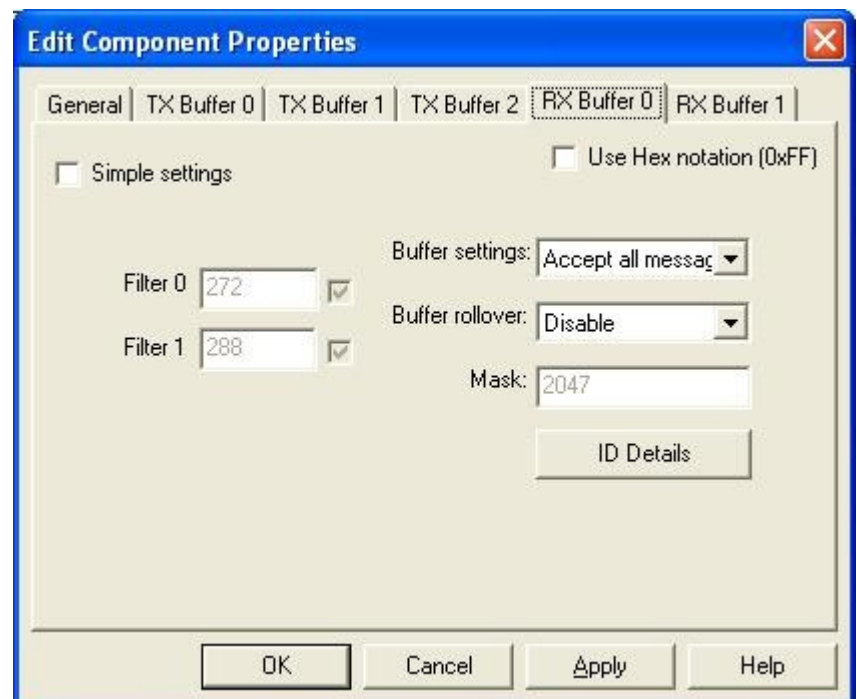 Edit Component Properties
General TX Buffer 0 TX Buffer 1 TX Buffer 2 RX Buffer 0 RX Buffer 1
Simple settings
Use Hex notation (0xFF)
Filter 0 272
Filter 1 288
Buffer settings: Accept all messag
Buffer rollover: Disable
Mask: 2047
ID Details
OK Cancel Apply Help